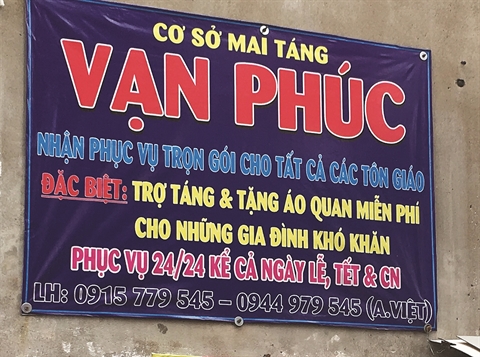 CƠ SỞ MAI TÁNG
VẠN PHÚC
NHẬN PHỤC VỤ TRỌN GÓI CHO TẤT CẢ CÁC TÔN GIÁO
ĐẶC BIỆT: TRỢ TÁNG & TẶNG ÁO QUAN MIỄN PHÍ
CHO NHỮNG GIA ĐÌNH KHÓ KHĂN
PHỤC VỤ 24/24 KỂ CẢ NGÀY LỄ, TẾT & CN
LH: 0915 779 545 – 0944 979 545 (A.VIỆT)